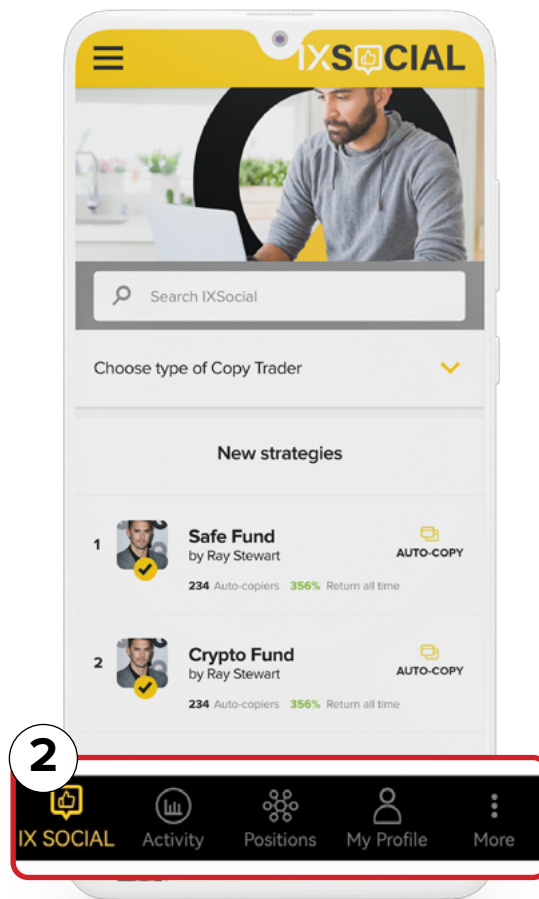 IXSOCIAL
Search IXSocial
Choose type of Copy Trader
New strategies
1
Safe Fund
by Ray Stewart
AUTO-COPY
234 Auto-copiers 356% Return all time
2
Crypto Fund
by Ray Stewart
AUTO-COPY
234 Auto-copiers 356% Return all time
2
IX SOCIAL Activity Positions My Profile More